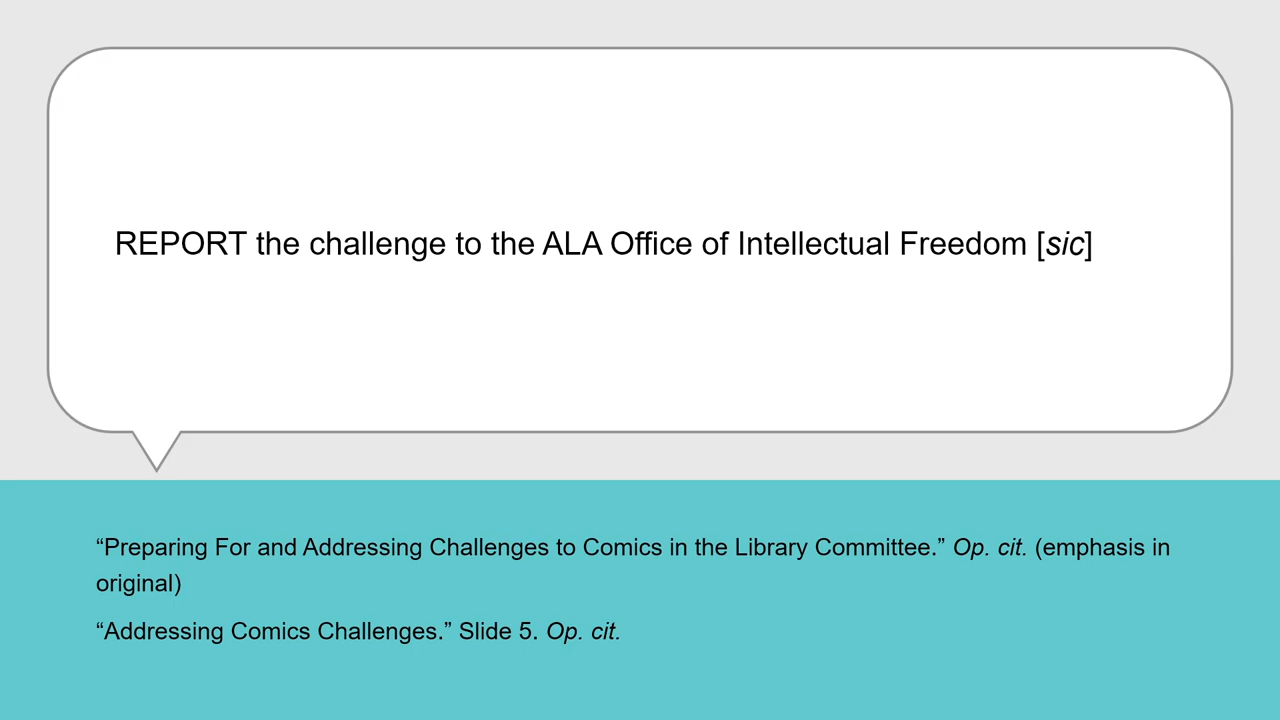 REPORT the challenge to the ALA Office of Intellectual Freedom [sic]
“Preparing For and Addressing Challenges to Comics in the Library Committee.” Op. cit. (emphasis in
original)
“Addressing Comics Challenges.” Slide 5. Op. cit.